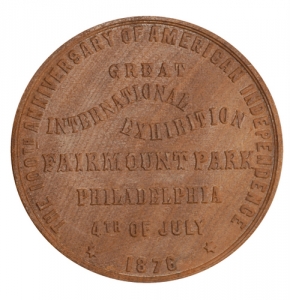 THE 100TH ANNIVERSARY OF AMERICAN INDEPENDENCE
GREAT
INTERNATIONAL
EXHIBITION
FAIRMOUNT PARK
PHILADELPHIA
4TH OF JULY
1876